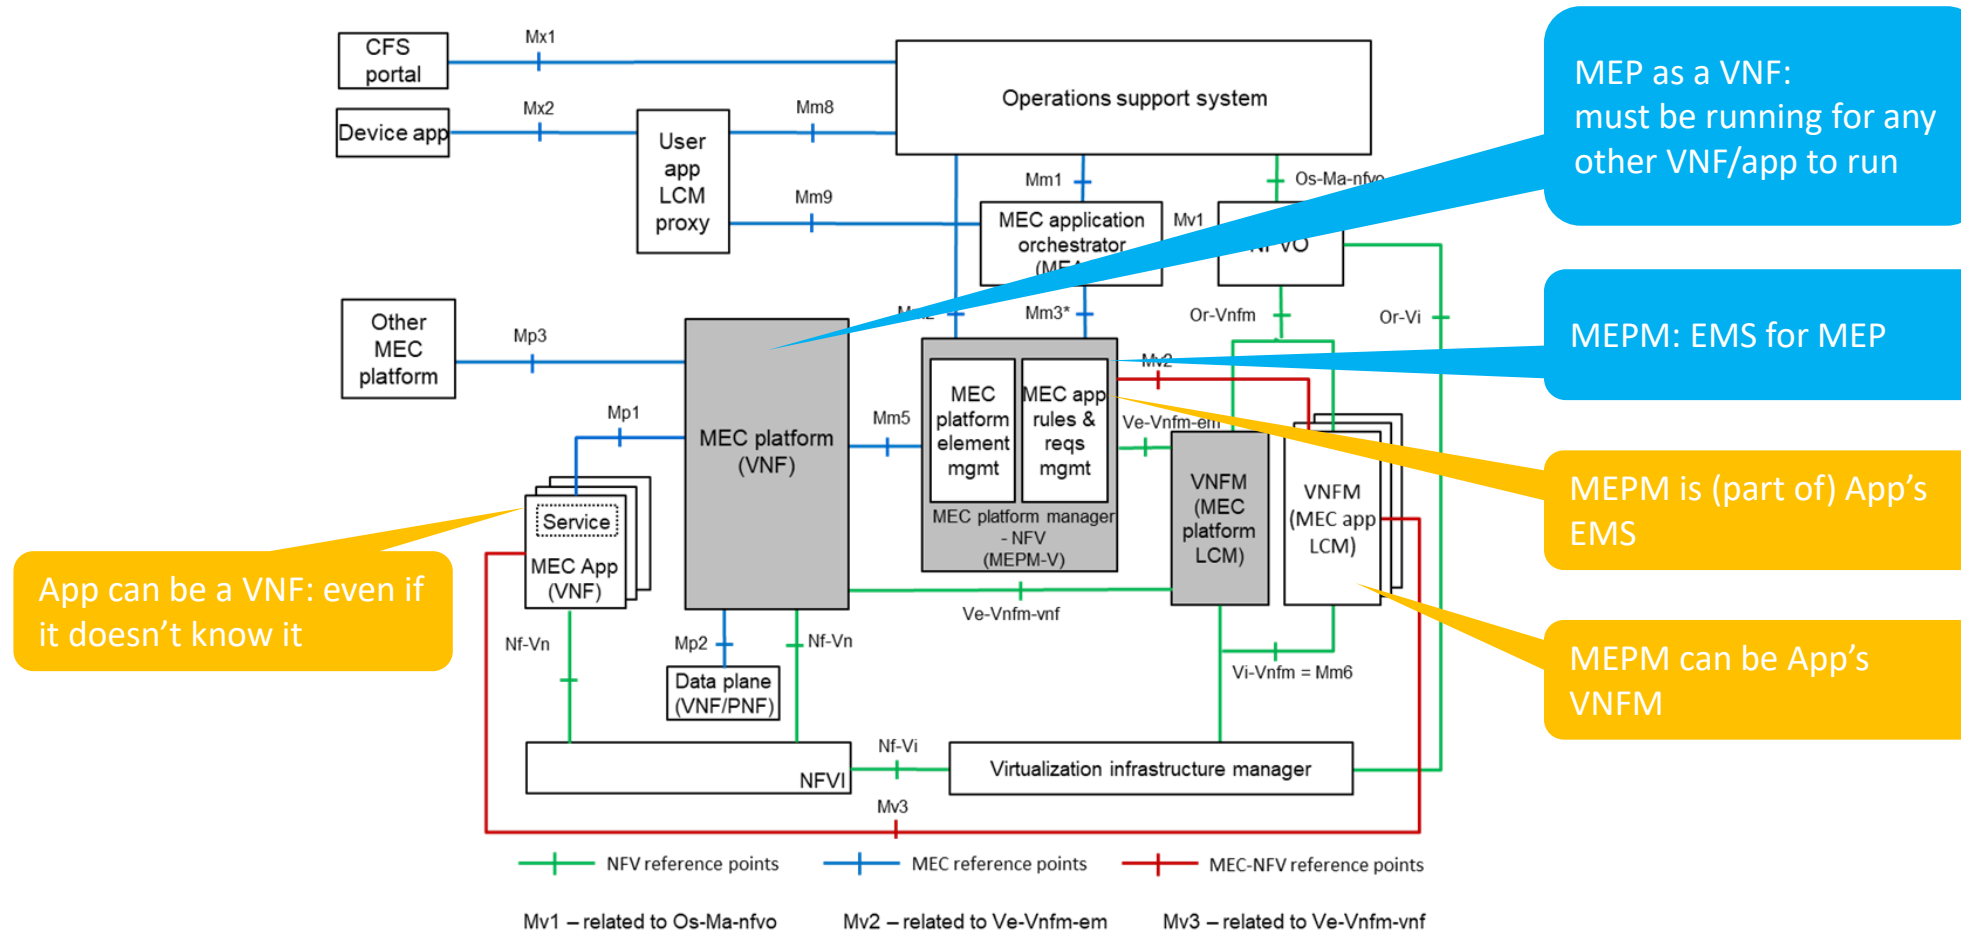 CFS
portal
Mx1
Operations support system
MEP as a VNF:
must be running for any
other VNF/app to run
Device app
Mx2
User
app
LCM
proxy
Mm8
Mm9
Mm1
Os-Ma-nfvo
MEC application
orchestrator
Mv1
Other
MEC
platform
Mp3
Mm3*
Or-Vnfm
Or-Vi
MEPM: EMS for MEP
Mv2
MEC platform
(VNF)
Mp1
Mm5
MEC
platform
element
mgmt
MEC app
rules &
reqs
mgmt
MEC platform manager
- NFV
(MEPM-V)
Ve-Vnfm-em
VNFM
(MEC
platform
LCM)
VNFM
(MEC app
LCM)
MEPM is (part of) App’s
EMS
Service
MEC App
(VNF)
App can be a VNF: even if
it doesn’t know it
Ve-Vnfm-vnf
Nf-Vn
Mp2
Nf-Vn
Vi-Vnfm = Mm6
MEPM can be App’s
VNFM
Data plane
(VNF/PNF)
NFVI
Nf-Vi
Virtualization infrastructure manager
Mv3
NFV reference points
MEC reference points
MEC-NFV reference points
Mv1 – related to Os-Ma-nfvo
Mv2 – related to Ve-Vnfm-em
Mv3 – related to Ve-Vnfm-vnf